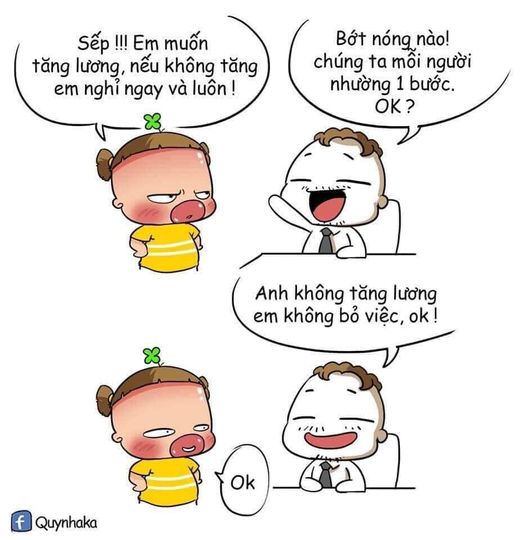 Sếp !!! Em muốn
tăng lương, nếu không tăng
em nghỉ ngay và luôn !
Bớt nóng nào!
chúng ta mỗi người
nhường 1 bước.
OK ?
Anh không tăng lương
em không bỏ việc, ok !
Ok
f Quynhaka